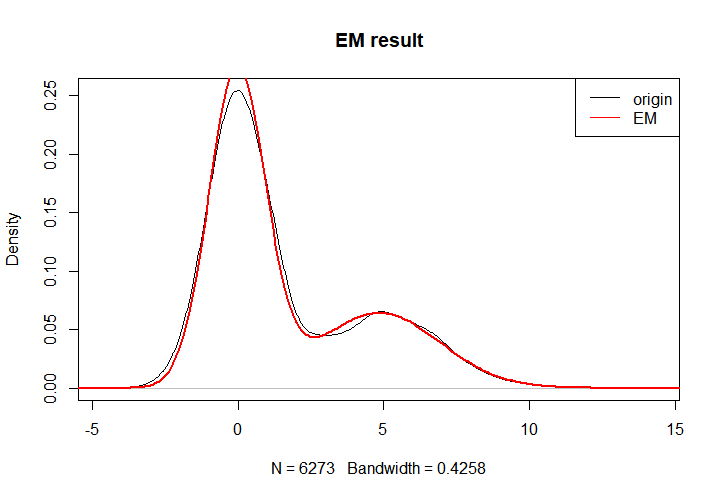 EM result
origin
EM
Density
0.00
0.05
0.10
0.15
0.20
0.25
-5
0
5
10
15
N = 6273   Bandwidth = 0.4258